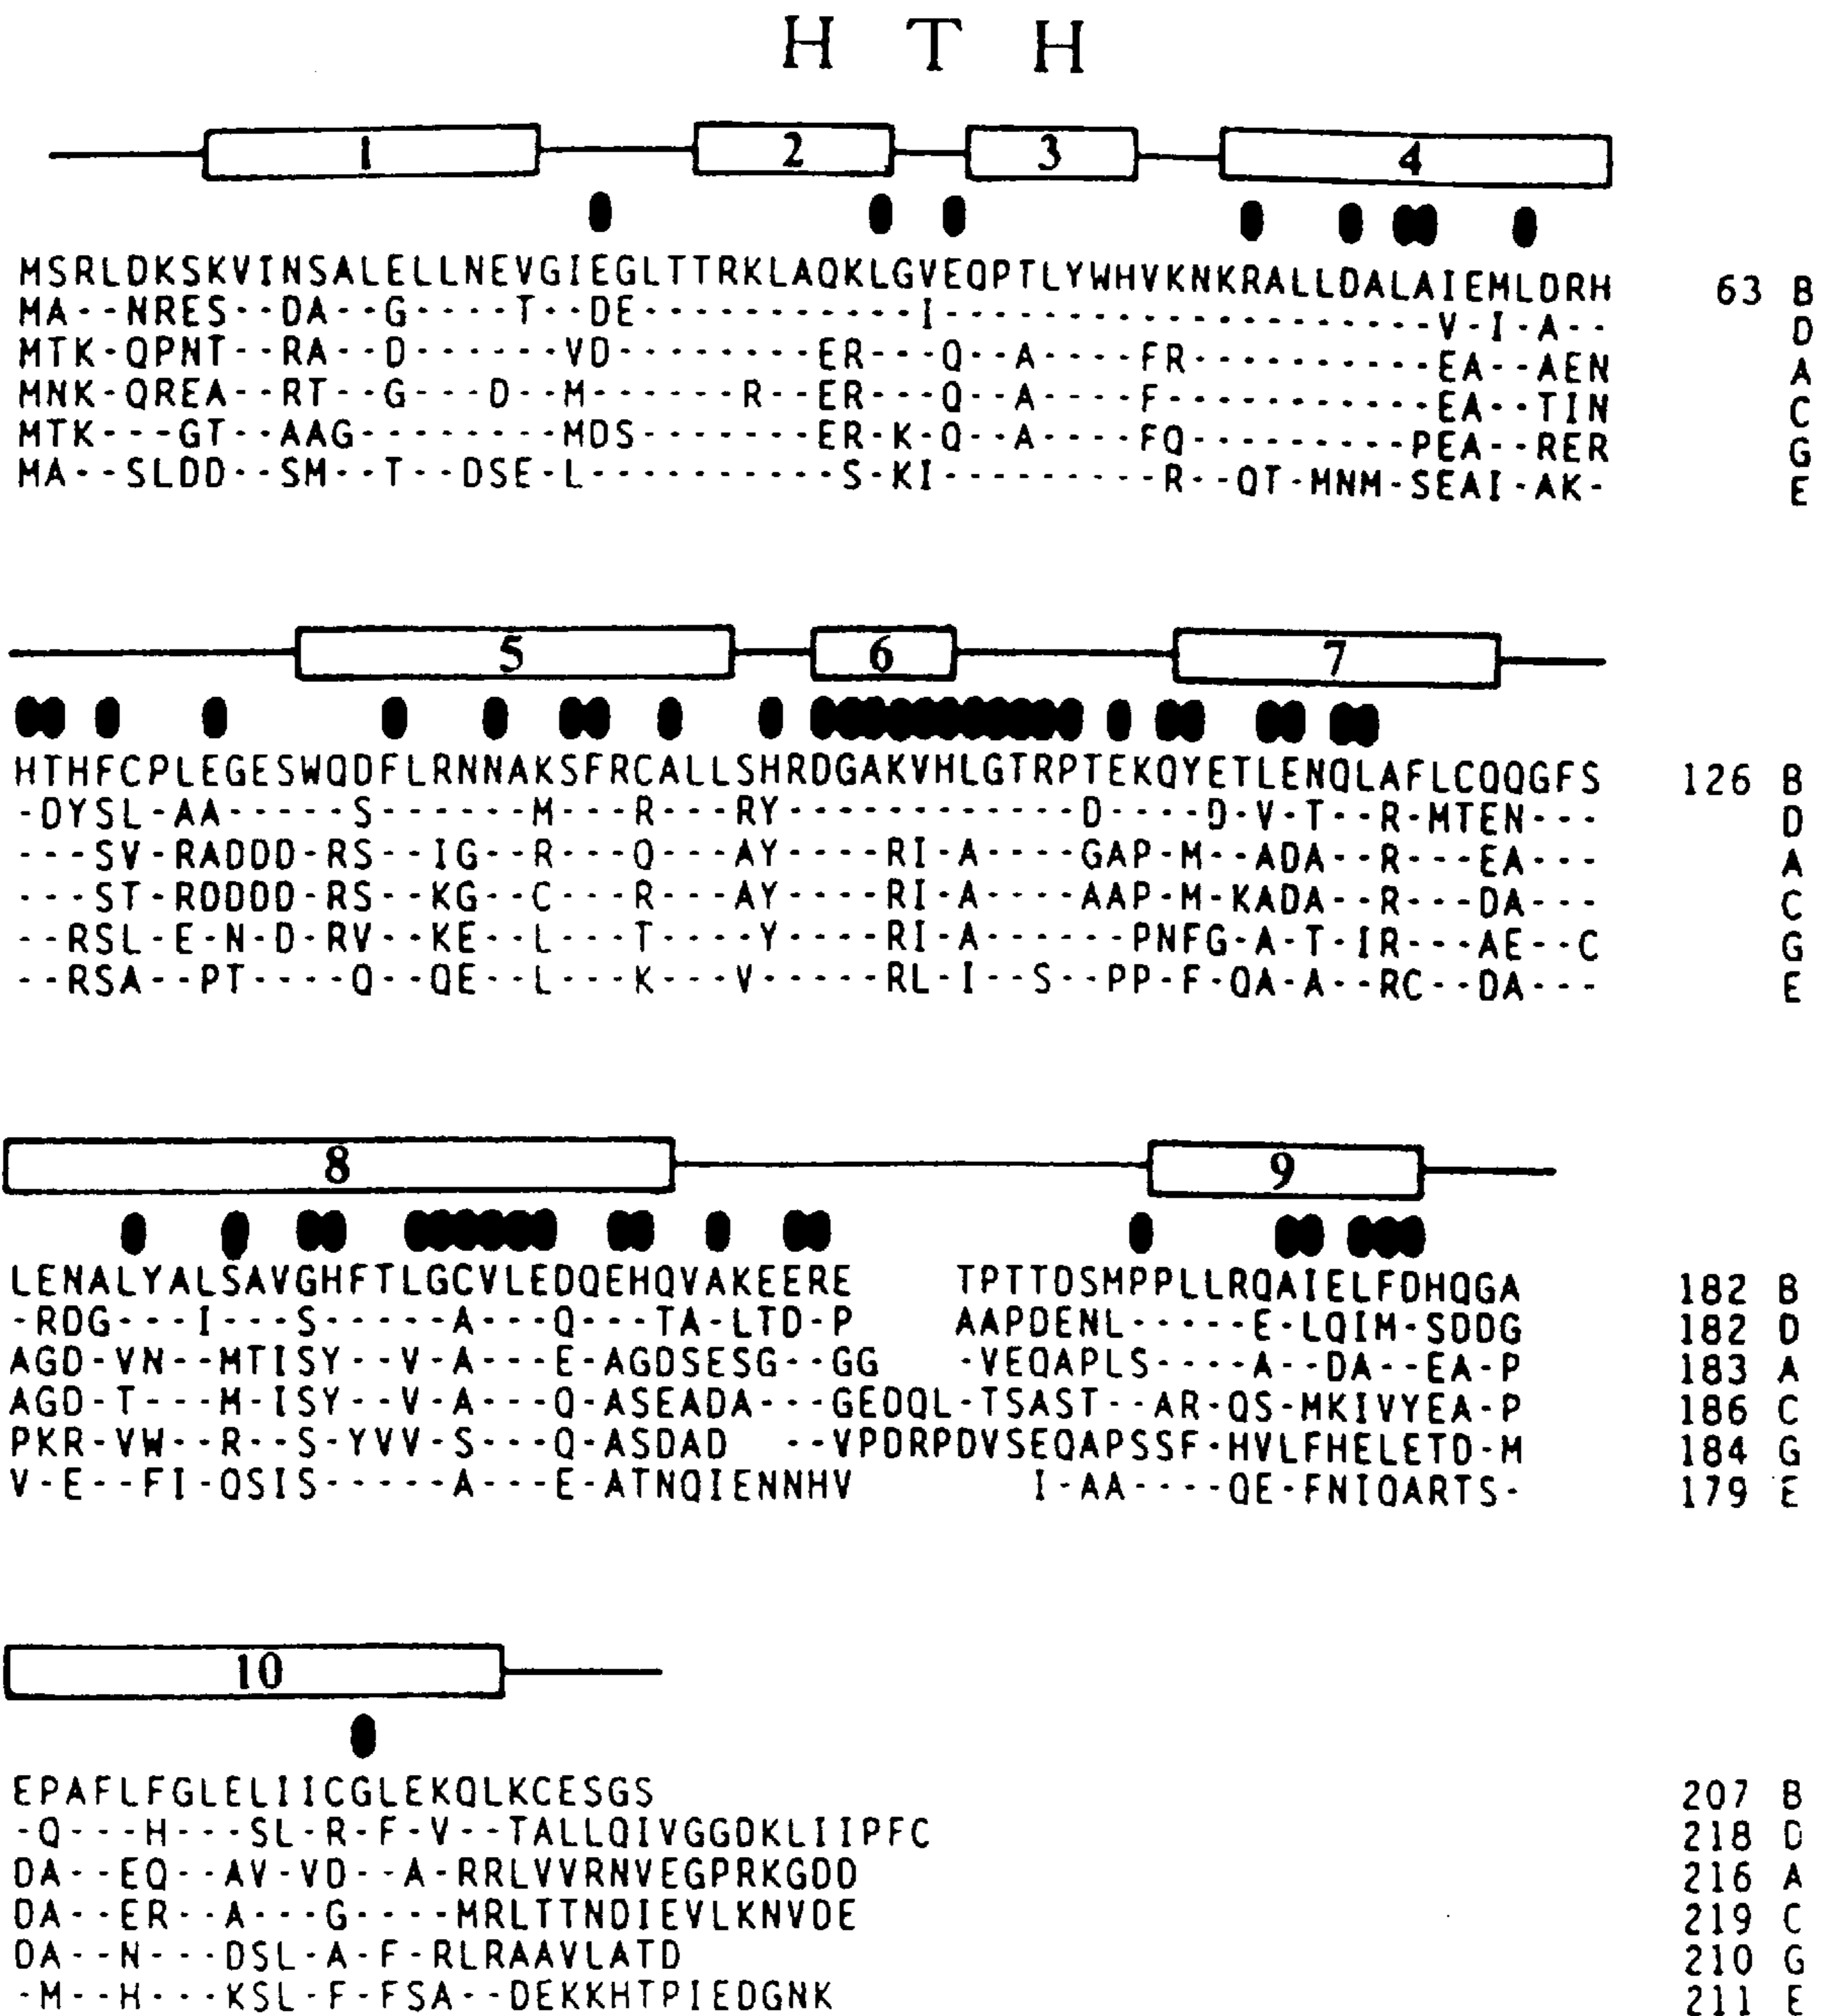 H T H
1 2 3 4
MSRLDKSKVINSALELLNEVGIEGLTTRKLAQKLGVEQPTLYWHVKNKRALLDALAIEMLDRH 63 B
MA--NRES--DA--G----T--DE-----------I--------------------V-I-A-- D
MTK-QPNT--RA--D------VD--------ER---Q--A----FR----------EA--AEN A
MNK-QREA--RT--G---D--M------R--ER---Q--A----F-----------EA--TIN C
MTK---GT--AAG--------MDS-------ER-K-Q--A----FQ---------PEA--RER G
MA--SLDD--SM--T--DSE-L----------S-KI---------R--QT-MNM-SEAI-AK- E
5 6 7
HTHFCPLEGESWQDFLRNNAKSFRCALLSHRDGAKVHLGTRPTEKQYETLENQLAFLCQQGFS 126 B
-DYSL-AA-----S------M---R---RY------------D----D-V-T--R-MTEN--- D
---SV-RADDD-RS--IG--R---Q---AY----RI-A----GAP-M--ADA--R---EA--- A
---ST-RDDDD-RS--KG--C---R---AY----RI-A----AAP-M-KADA--R---DA--- C
--RSL-E-N-D-RV--KE--L---T----Y----RI-A------PNFG-A-T-IR---AE--C G
--RSA--PT----Q--QE--L---K---V-----RL-I--S--PP-F-QA-A--RC--DA--- E
8 9
LENALYALSAVGHFTLGCVLEDQEHQVAKEERE TPTTDSMPPLLRQAIELFDHQGA 182 B
-RDG---I---S-----A---Q---TA-LTD-P AAPDENL-----E-LQIM-SDDG 182 D
AGD-VN--MTISY--V-A---E-AGDSESG--GG -VEQAPLS----A--DA--EA-P 183 A
AGD-T---M-ISY--V-A---Q-ASEADA---GEDQL-TSAST--AR-QS-MKIVYEA-P 186 C
PKR-VW--R--S-YVV-S---Q-ASDAD --VPDRPDVSEQAPSSF-HVLFHELETD-M 184 G
V-E--FI-QSIS-----A---E-ATNQIENNHV I-AA----QE-FNIQARTS- 179 E
10
EPAFLFGLELIICGLEKQLKCESGS 207 B
-Q---H---SL-R-F-V--TALLQIVGGDKLIIPFC 218 D
DA--EQ--AV-VD--A-RRLVVRNVEGPRKGDD 216 A
DA--ER--A---G----MRLTTNDIEVLKNVDE 219 C
DA--N---DSL-A-F-RLRAAVLATD 210 G
-M--H---KSL-F-FSA--DEKKHTPIEDGNK 211 E